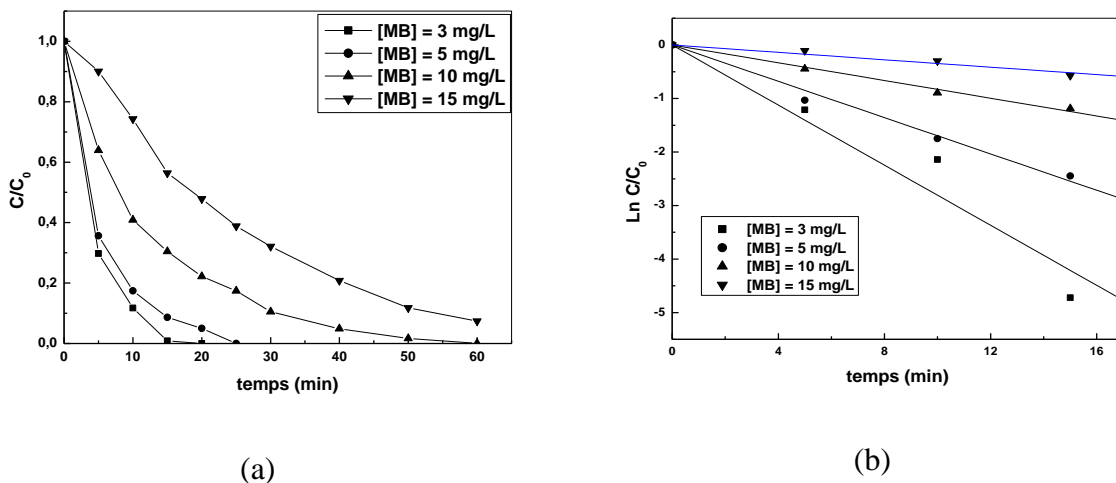 (a)
[MB] = 3 mg/L
[MB] = 5 mg/L
[MB] = 10 mg/L
[MB] = 15 mg/L
1,0
0,8
0,6
0,4
0,2
0,0
C/C0
0 10 20 30 40 50 60
temps (min)
(a)
(b)
0
-1
-2
-3
-4
-5
Ln C/C0
[MB] = 3 mg/L
[MB] = 5 mg/L
[MB] = 10 mg/L
[MB] = 15 mg/L
0 4 8 12 16
temps (min)
(b)